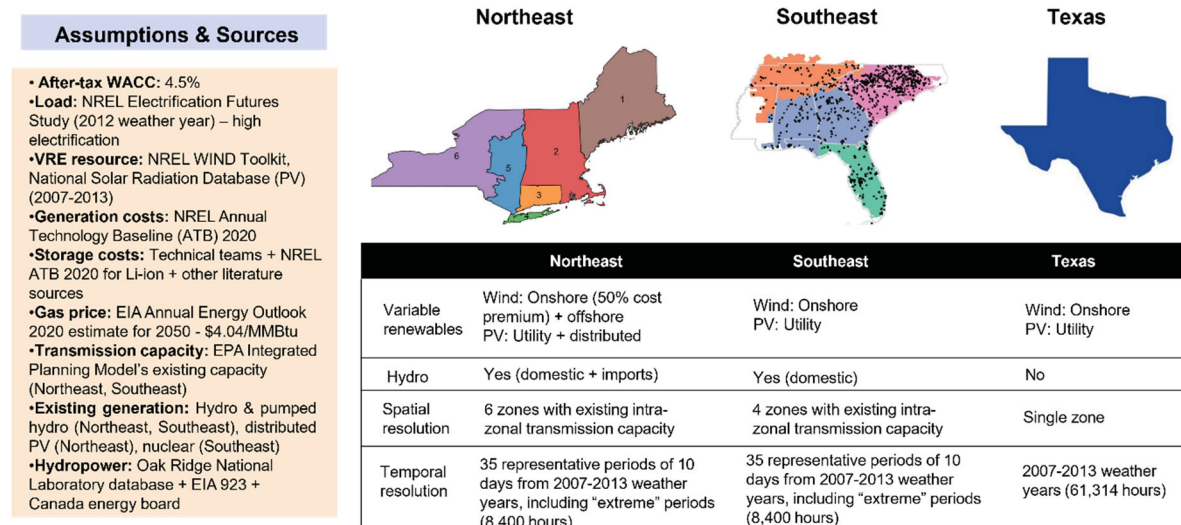 Assumptions & Sources
• After-tax WACC: 4.5%
•Load: NREL Electrification Futures
Study (2012 weather year) – high
electrification
•VRE resource: NREL WIND Toolkit,
National Solar Radiation Database (PV)
(2007-2013)
•Generation costs: NREL Annual
Technology Baseline (ATB) 2020
•Storage costs: Technical teams + NREL
ATB 2020 for Li-ion + other literature
sources
•Gas price: EIA Annual Energy Outlook
2020 estimate for 2050 - $4.04/MMBtu
•Transmission capacity: EPA Integrated
Planning Model's existing capacity
(Northeast, Southeast)
•Existing generation: Hydro & pumped
hydro (Northeast, Southeast), distributed
PV (Northeast), nuclear (Southeast)
•Hydropower: Oak Ridge National
Laboratory database + EIA 923 +
Canada energy board
Northeast
1
2
3
5
6
Southeast
Texas
Northeast Southeast Texas
Variable
renewables
Wind: Onshore (50% cost
premium) + offshore
PV: Utility + distributed
Wind: Onshore
PV: Utility
Wind: Onshore
PV: Utility
Hydro
Yes (domestic + imports)
Yes (domestic)
No
Spatial
resolution
6 zones with existing intra-
zonal transmission capacity
4 zones with existing intra-
zonal transmission capacity
Single zone
Temporal
resolution
35 representative periods of 10
days from 2007-2013 weather
years, including “extreme” periods
(8,400 hours)
35 representative periods of 10
days from 2007-2013 weather
years, including “extreme” periods
(8,400 hours)
2007-2013 weather
years (61,314 hours)